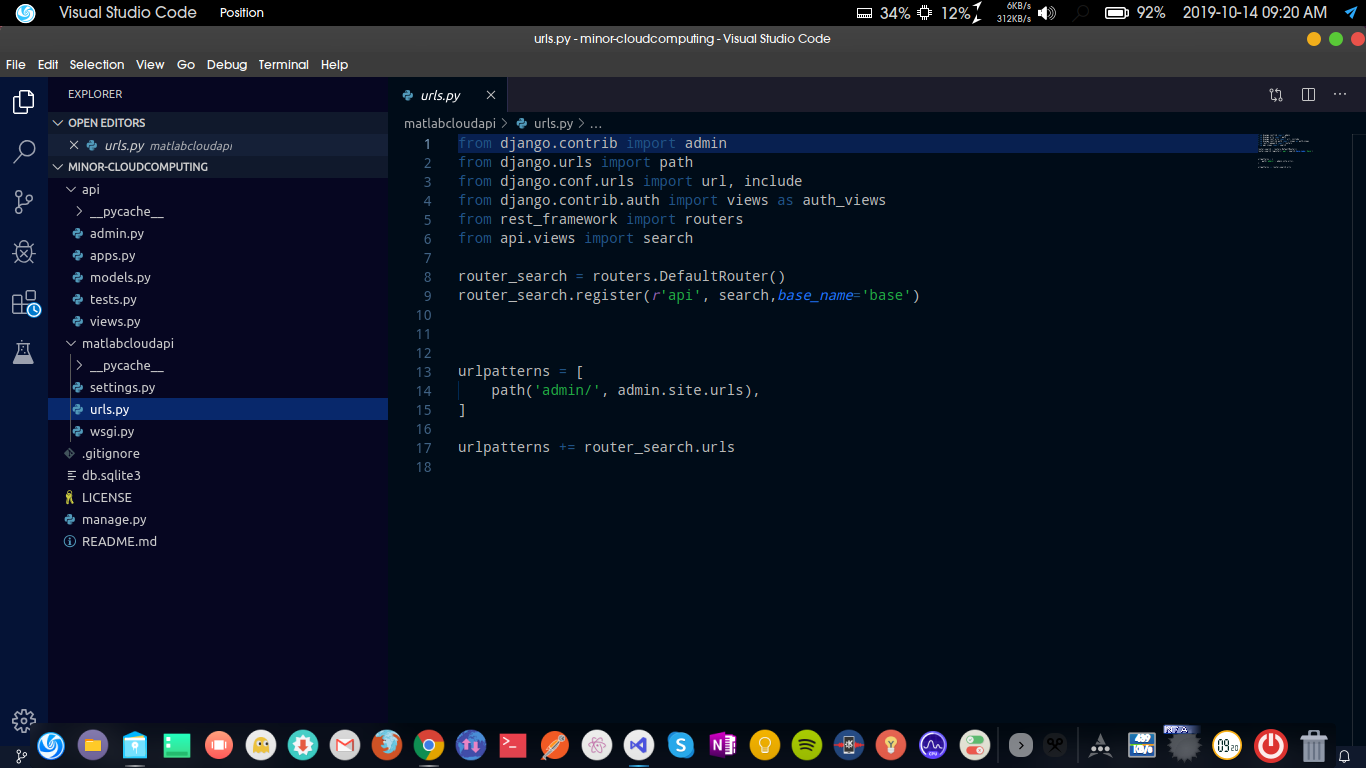 Visual Studio Code Position 34% 12% 6KB/s 312KB/s 92% 2019-10-14 09:20 AM
urls.py - minor-cloudcomputing - Visual Studio Code
File Edit Selection View Go Debug Terminal Help
EXPLORER
OPEN EDITORS
urls.py matlabcloudapi
MINOR-CLOUDCOMPUTING
api
__pycache__
admin.py
apps.py
models.py
tests.py
views.py
matlabcloudapi
__pycache__
settings.py
urls.py
wsgi.py
.gitignore
db.sqlite3
LICENSE
manage.py
README.md
urls.py
matlabcloudapi > urls.py > ...
1 from django.contrib import admin
2 from django.urls import path
3 from django.conf.urls import url, include
4 from django.contrib.auth import views as auth_views
5 from rest_framework import routers
6 from api.views import search
7
8 router_search = routers.DefaultRouter()
9 router_search.register(r'api', search,base_name='base')
10
11
12
13 urlpatterns = [
14 path('admin/', admin.site.urls),
15 ]
16
17 urlpatterns += router_search.urls
18